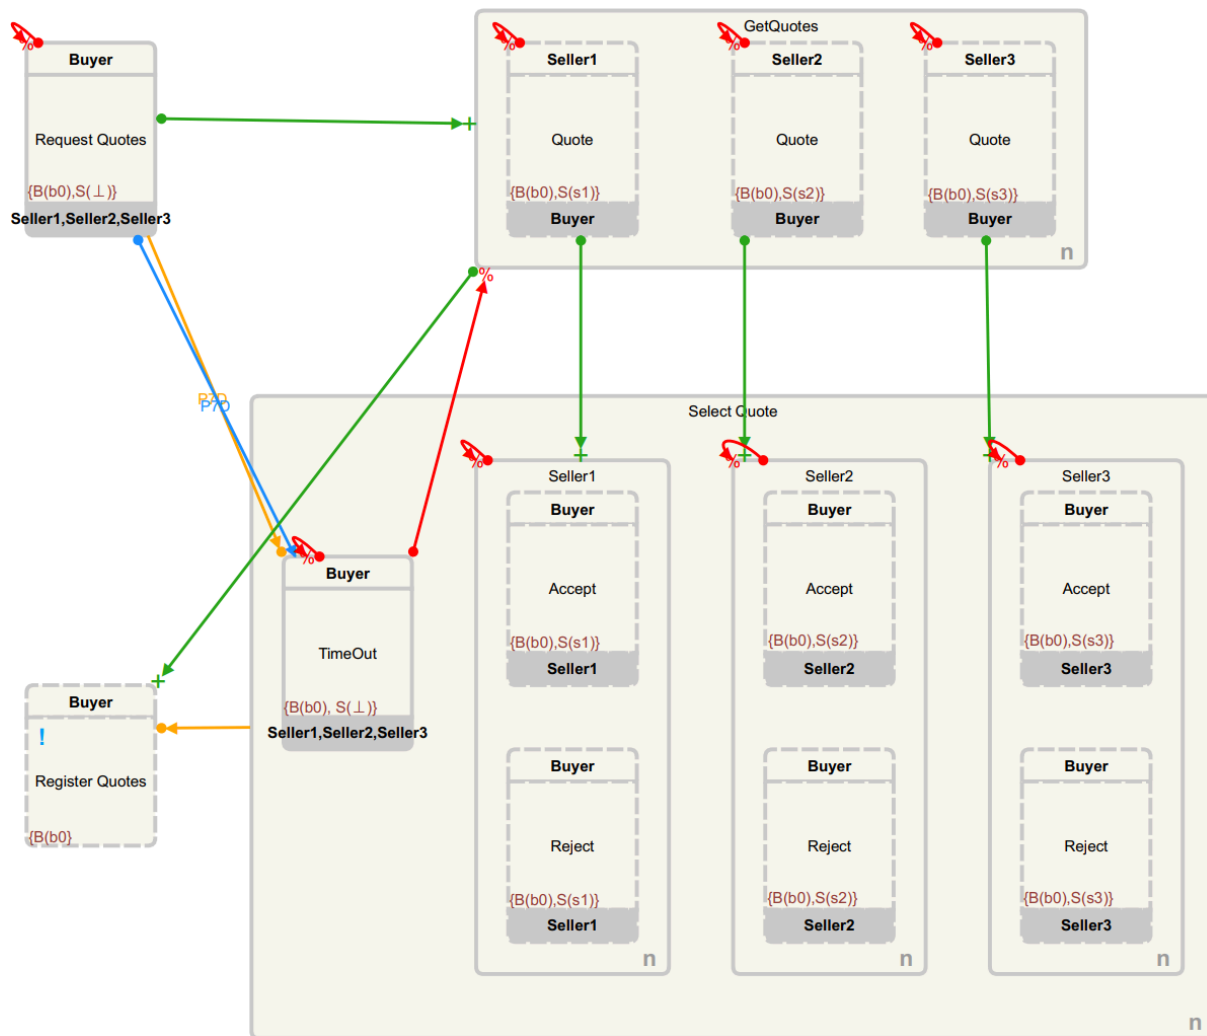 GetQuotes
%
Buyer
Request Quotes
{B(b0),S(⊥)}
Seller1,Seller2,Seller3
%
Seller1
Quote
{B(b0),S(s1)}
Buyer
%
Seller2
Quote
{B(b0),S(s2)}
Buyer
%
Seller3
Quote
{B(b0),S(s3)}
Buyer
+
n
%
P7D
Select Quote
%
Buyer
TimeOut
{B(b0), S(⊥)}
Seller1,Seller2,Seller3
+
Buyer
!
Register Quotes
{B(b0}
%
+
Seller1
Buyer
Accept
{B(b0),S(s1)}
Seller1
Buyer
Reject
{B(b0),S(s1)}
Seller1
n
%
+
Seller2
Buyer
Accept
{B(b0),S(s2)}
Seller2
Buyer
Reject
{B(b0),S(s2)}
Seller2
n
+
%
Seller3
Buyer
Accept
{B(b0),S(s3)}
Seller3
Buyer
Reject
{B(b0),S(s3)}
Seller3
n
n